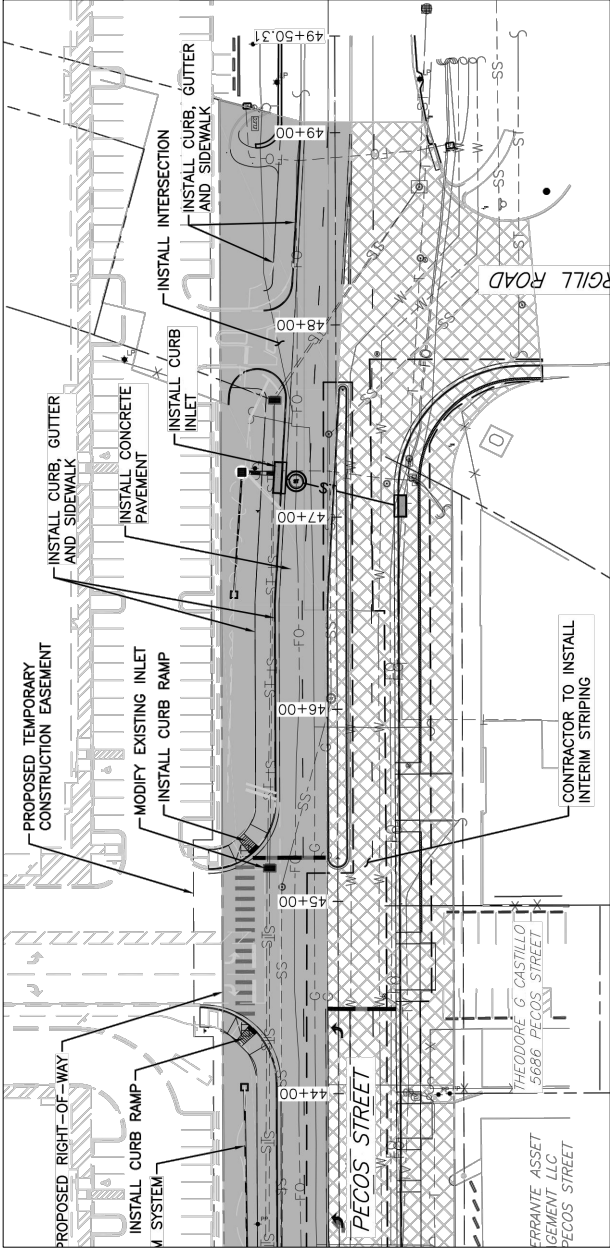 PROPOSED RIGHT-OF-WAY
INSTALL CURB RAMP
M SYSTEM
PROPOSED TEMPORARY
CONSTRUCTION EASEMENT
MODIFY EXISTING INLET
INSTALL CURB RAMP
INSTALL CURB, GUTTER
AND SIDEWALK
INSTALL CONCRETE
PAVEMENT
INSTALL CURB
INLET
INSTALL INTERSECTION
INSTALL CURB, GUTTER
AND SIDEWALK
44+00
45+00
46+00
47+00
48+00
49+00
49+50.31
PECOS STREET
CONTRACTOR TO INSTALL
INTERIM STRIPING
RGILL ROAD
THEODORE G CASTILLO
5686 PECOS STREET
ERRANTE ASSET
GEMENT LLC
PECOS STREET